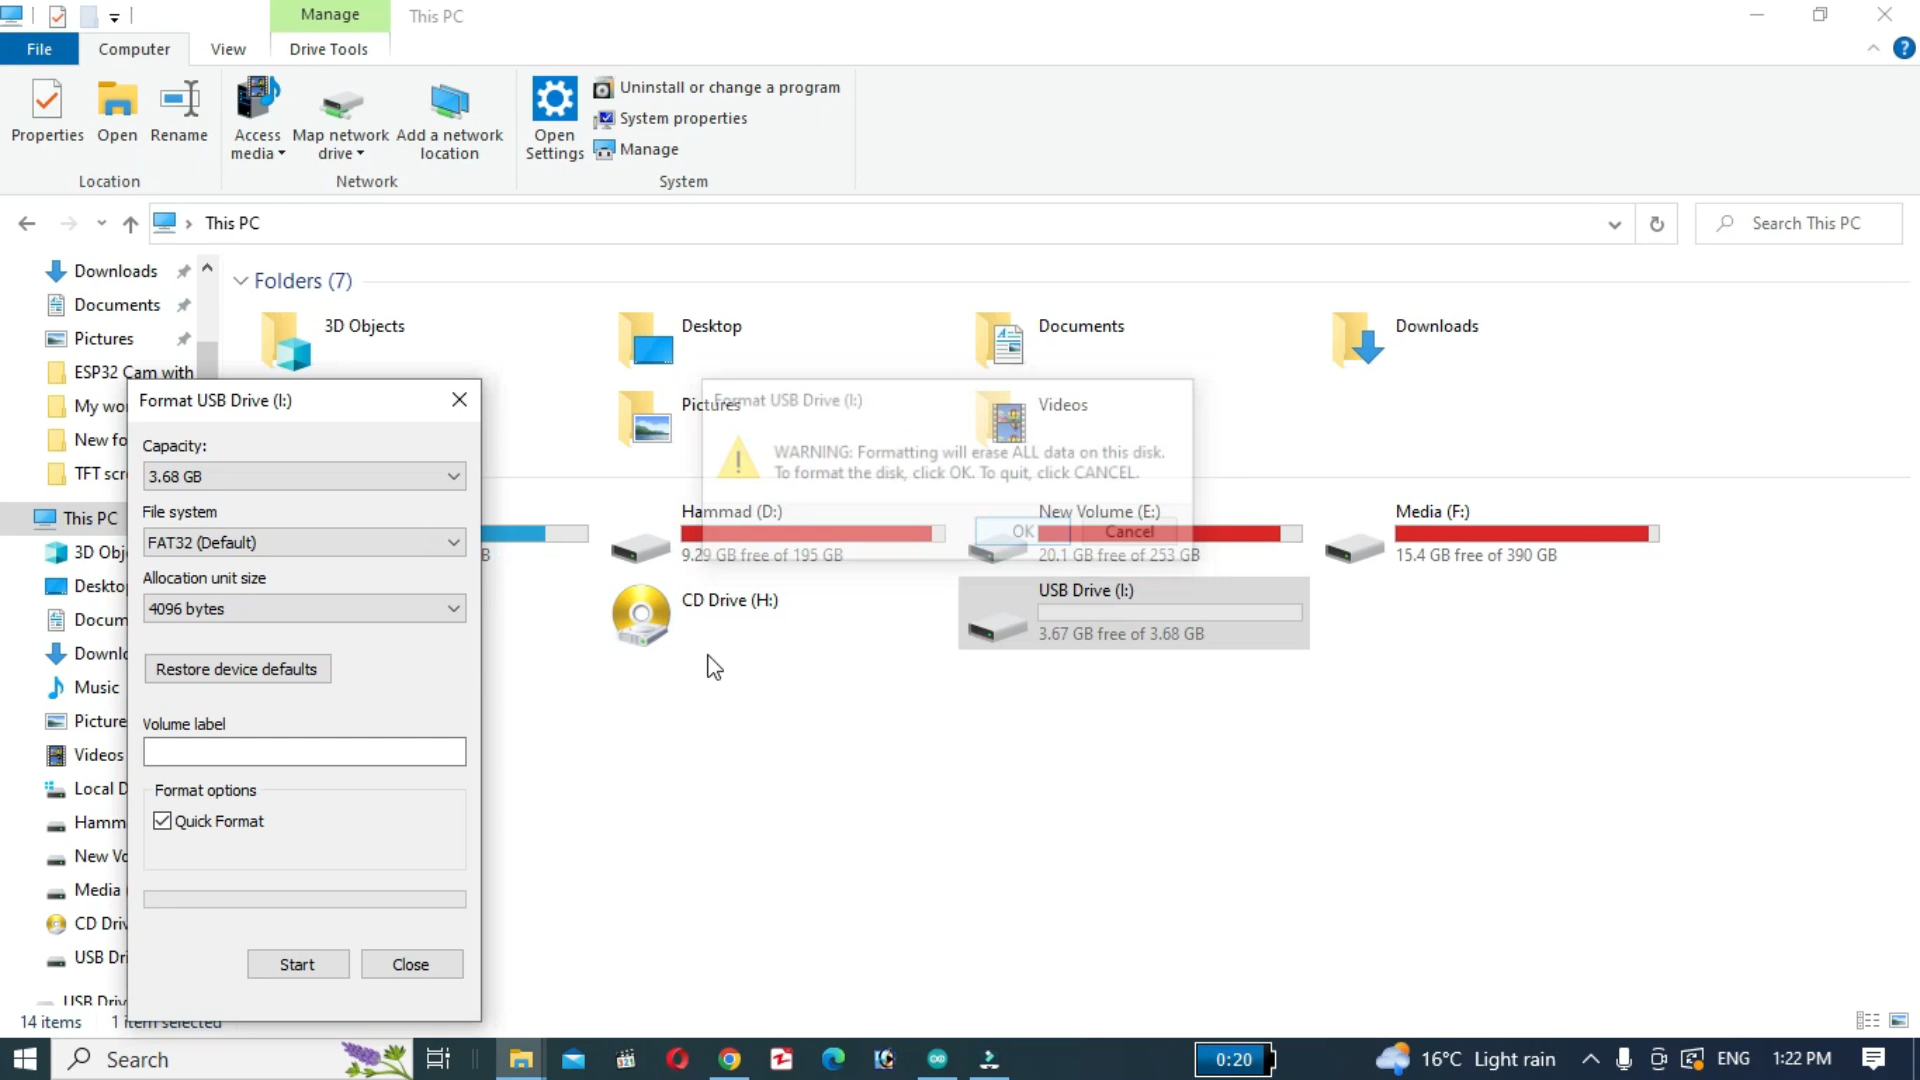 Manage
This PC
File
Computer
View
Drive Tools
Properties
Open
Rename
Access media
Map network drive
Add a network location
Open Settings
Uninstall or change a program
System properties
Manage
Location
Network
System
This PC
Search This PC
Downloads
Documents
Pictures
ESP32 Cam with
My wo
New fo
TFT scr
This PC
3D Obj
Deskto
Docum
Downlo
Music
Picture
Videos
Local D
Hamm
New Vo
Media
CD Driv
USB Dri
USB Driv
Folders (7)
3D Objects
Desktop
Documents
Downloads
Pictures
Videos
B
Hammad (D:)
9.29 GB free of 195 GB
New Volume (E:)
20.1 GB free of 253 GB
Media (F:)
15.4 GB free of 390 GB
CD Drive (H:)
USB Drive (I:)
3.67 GB free of 3.68 GB
Format USB Drive (I:)
WARNING: Formatting will erase ALL data on this disk.
To format the disk, click OK. To quit, click CANCEL.
OK
Cancel
Format USB Drive (I:)
Capacity:
3.68 GB
File system
FAT32 (Default)
Allocation unit size
4096 bytes
Restore device defaults
Volume label
Format options
Quick Format
Start
Close
14 items
1 item selected
Search
0:20
16°C Light rain
ENG
1:22 PM